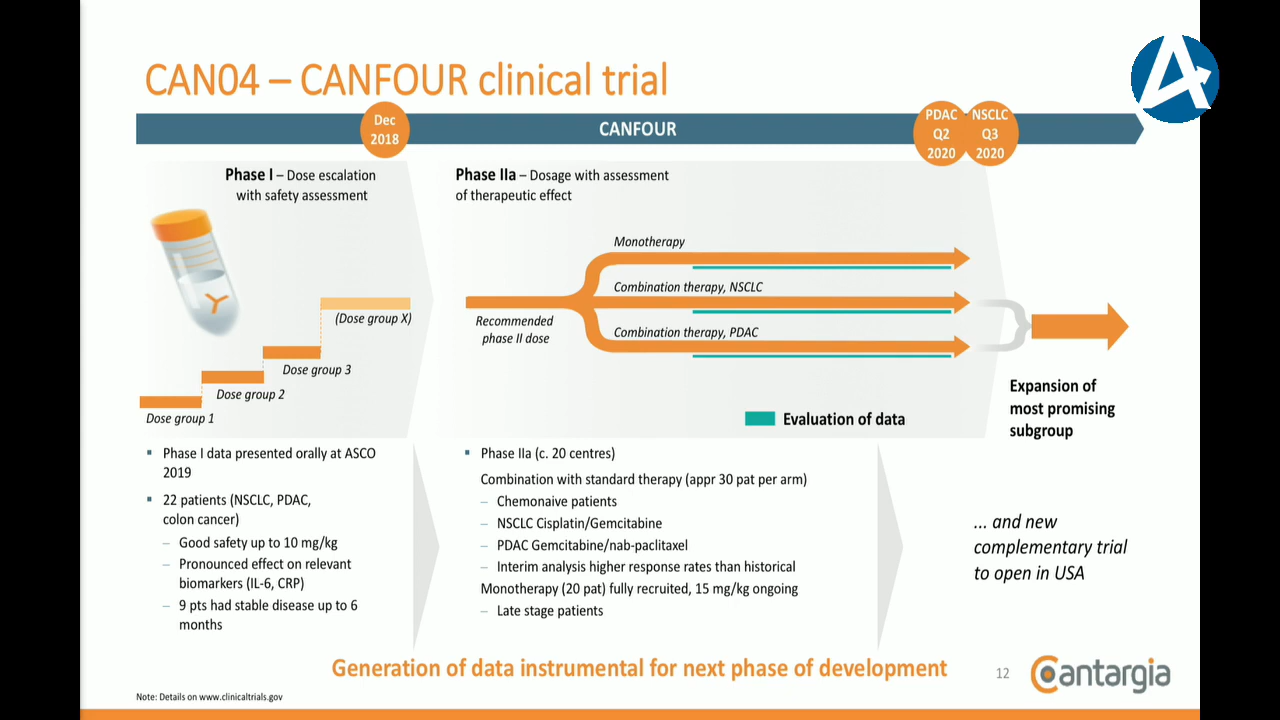 CAN04 – CANFOUR clinical trial
Dec
2018
CANFOUR
PDAC
Q2
2020
NSCLC
Q3
2020
Phase I – Dose escalation
with safety assessment
Phase IIa – Dosage with assessment
of therapeutic effect
Monotherapy
Combination therapy, NSCLC
Combination therapy, PDAC
Recommended
phase II dose
(Dose group X)
Dose group 3
Dose group 2
Dose group 1
Evaluation of data
Expansion of
most promising
subgroup
▪ Phase I data presented orally at ASCO
2019
▪ 22 patients (NSCLC, PDAC,
colon cancer)
– Good safety up to 10 mg/kg
– Pronounced effect on relevant
biomarkers (IL-6, CRP)
– 9 pts had stable disease up to 6
months
▪ Phase IIa (c. 20 centres)
Combination with standard therapy (appr 30 pat per arm)
– Chemonaive patients
– NSCLC Cisplatin/Gemcitabine
– PDAC Gemcitabine/nab-paclitaxel
– Interim analysis higher response rates than historical
Monotherapy (20 pat) fully recruited, 15 mg/kg ongoing
– Late stage patients
... and new
complementary trial
to open in USA
Generation of data instrumental for next phase of development
12
Cantargia
Note: Details on www.clinicaltrials.gov